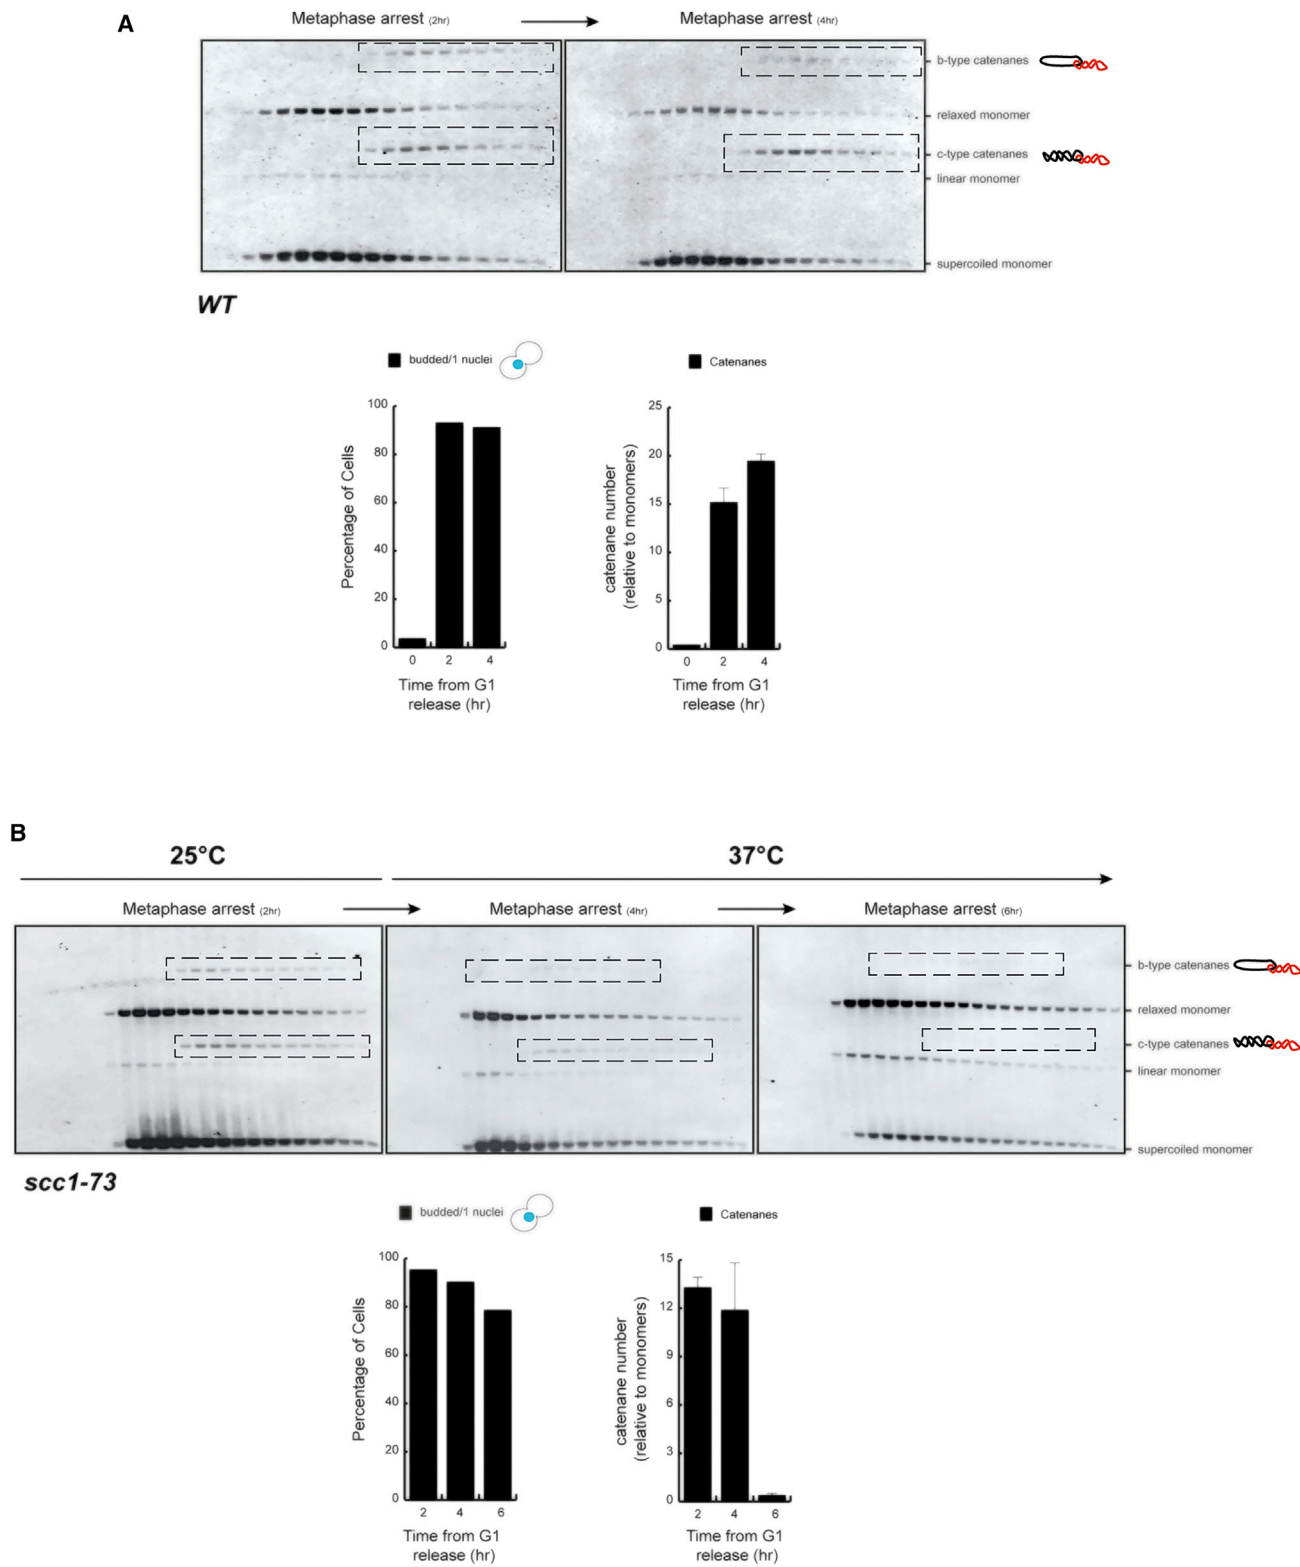 A
Metaphase arrest (2hr)
Metaphase arrest (4hr)
b-type catenanes
relaxed monomer
c-type catenanes
linear monomer
supercoiled monomer
WT
budded/1 nuclei
Catenanes
Percentage of Cells
100
80
60
40
20
0
0 2 4
Time from G1
release (hr)
catenane number
(relative to monomers)
25
20
15
10
5
0
0 2 4
Time from G1
release (hr)
B
25°C
37°C
Metaphase arrest (2hr)
Metaphase arrest (4hr)
Metaphase arrest (6hr)
b-type catenanes
relaxed monomer
c-type catenanes
linear monomer
supercoiled monomer
scc1-73
budded/1 nuclei
Catenanes
Percentage of Cells
100
80
60
40
20
0
2 4 6
Time from G1
release (hr)
catenane number
(relative to monomers)
15
12
9
6
3
0
2 4 6
Time from G1
release (hr)